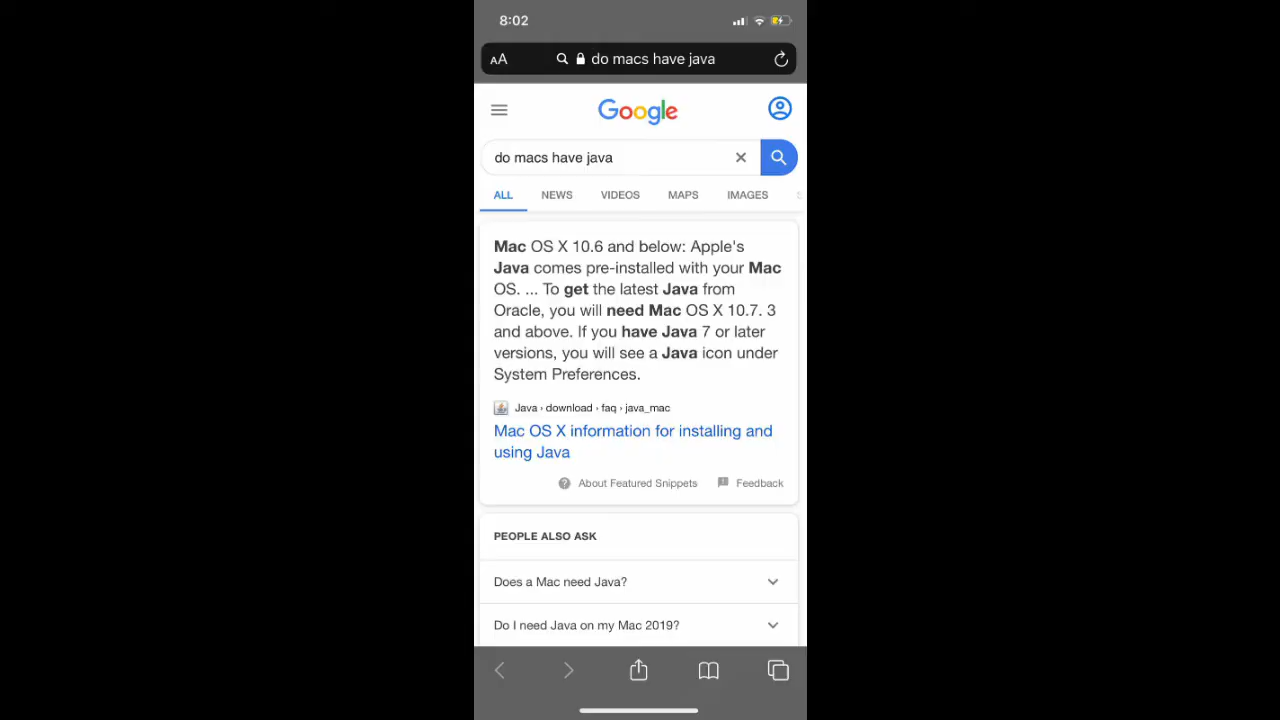 8:02
AA do macs have java
Google
do macs have java
ALL NEWS VIDEOS MAPS IMAGES
Mac OS X 10.6 and below: Apple's
Java comes pre-installed with your Mac
OS. ... To get the latest Java from
Oracle, you will need Mac OS X 10.7. 3
and above. If you have Java 7 or later
versions, you will see a Java icon under
System Preferences.
Java › download › faq › java_mac
Mac OS X information for installing and
using Java
About Featured Snippets Feedback
PEOPLE ALSO ASK
Does a Mac need Java?
Do I need Java on my Mac 2019?